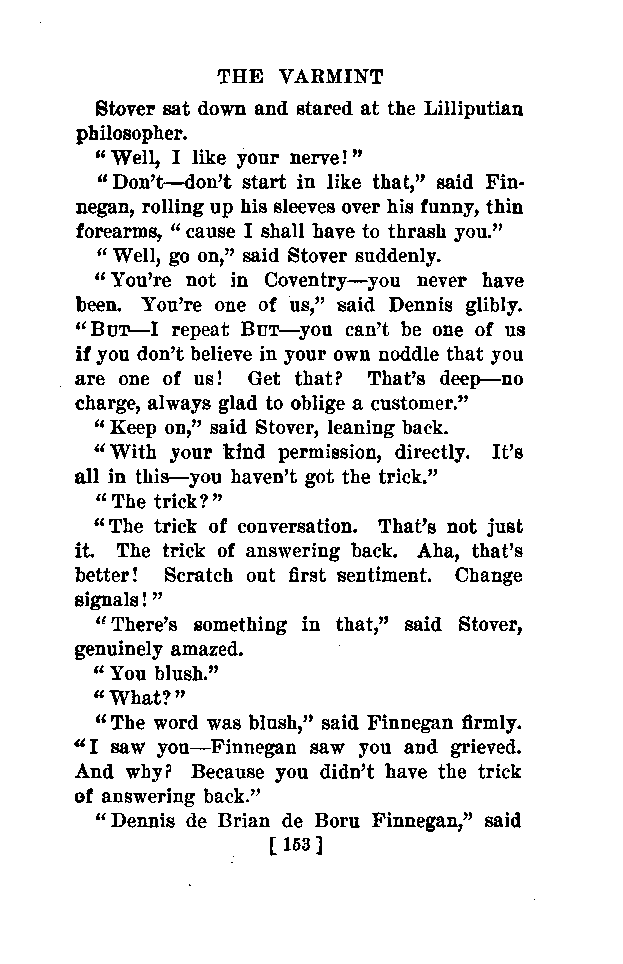 THE VARMINT
Stover sat down and stared at the Lilliputian
philosopher.
“Well, I like your nerve!”
“Don’t—don’t start in like that,” said Fin-
negan, rolling up his sleeves over his funny, thin
forearms, “cause I shall have to thrash you.”
“Well, go on,” said Stover suddenly.
“You’re not in Coventry—you never have
been. You’re one of us,” said Dennis glibly.
“BUT—I repeat BUT—you can’t be one of us
if you don’t believe in your own noddle that you
are one of us! Get that? That’s deep—no
charge, always glad to oblige a customer.”
“Keep on,” said Stover, leaning back.
“With your kind permission, directly. It’s
all in this—you haven’t got the trick.”
“The trick?”
“The trick of conversation. That’s not just
it. The trick of answering back. Aha, that’s
better! Scratch out first sentiment. Change
signals!”
“There’s something in that,” said Stover,
genuinely amazed.
“You blush.”
“What?”
“The word was blush,” said Finnegan firmly.
“I saw you—Finnegan saw you and grieved.
And why? Because you didn’t have the trick
of answering back.”
“Dennis de Brian de Boru Finnegan,” said
[ 153 ]